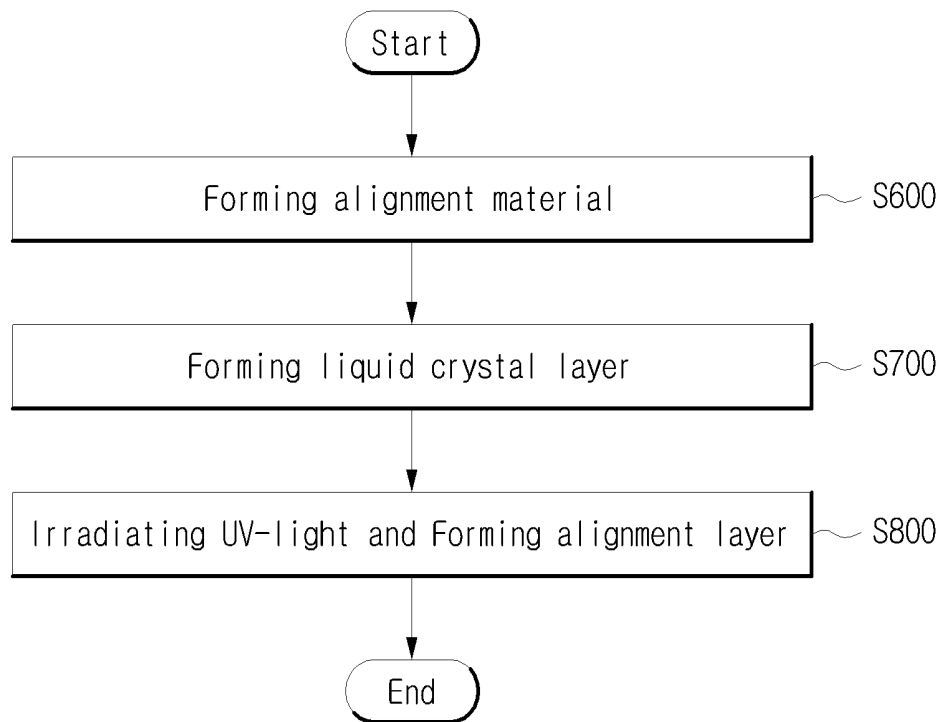 Start
Forming alignment material
S600
Forming liquid crystal layer
S700
Irradiating UV-light and Forming alignment layer
S800
End